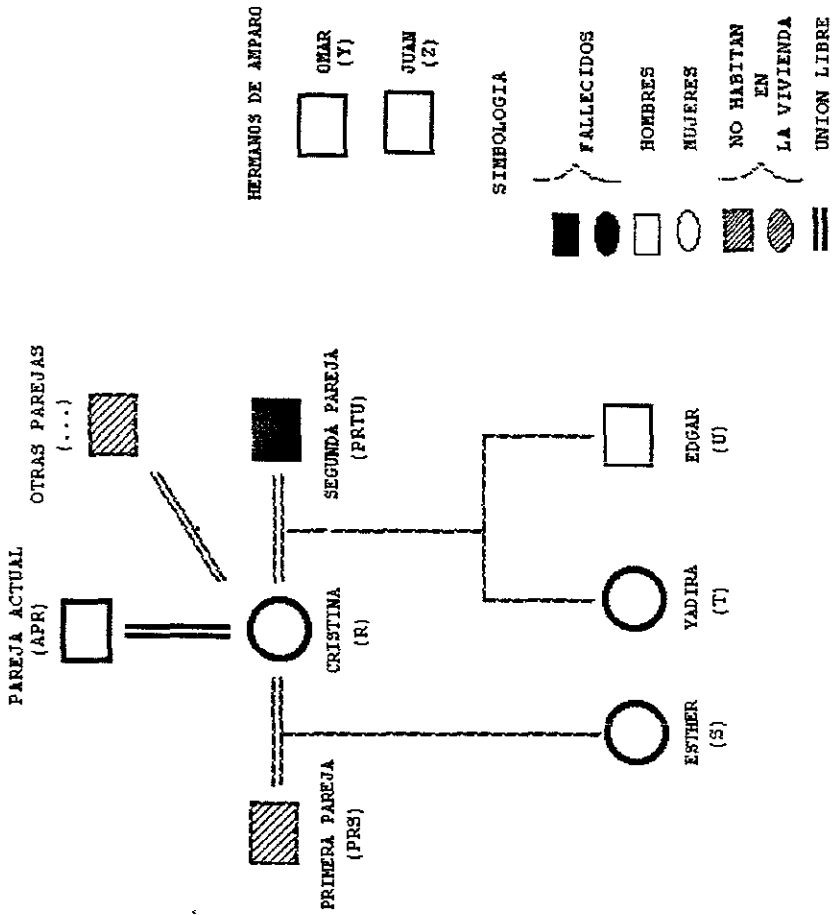 PAREJA ACTUAL
(APR)
OTRAS PAREJAS
(...)
PRIMERA PAREJA
(PRS)
CRISTINA
(R)
SEGUNDA PAREJA
(PRTU)
ESTHER
(S)
YADIRA
(T)
EDGAR
(U)
HERMANOS DE AMPARO
OMAR
(Y)
JUAN
(Z)
SIMBOLOGIA
FALLECIDOS
HOMBRES
MUJERES
NO HABITAN
EN
LA VIVIENDA
UNION LIBRE